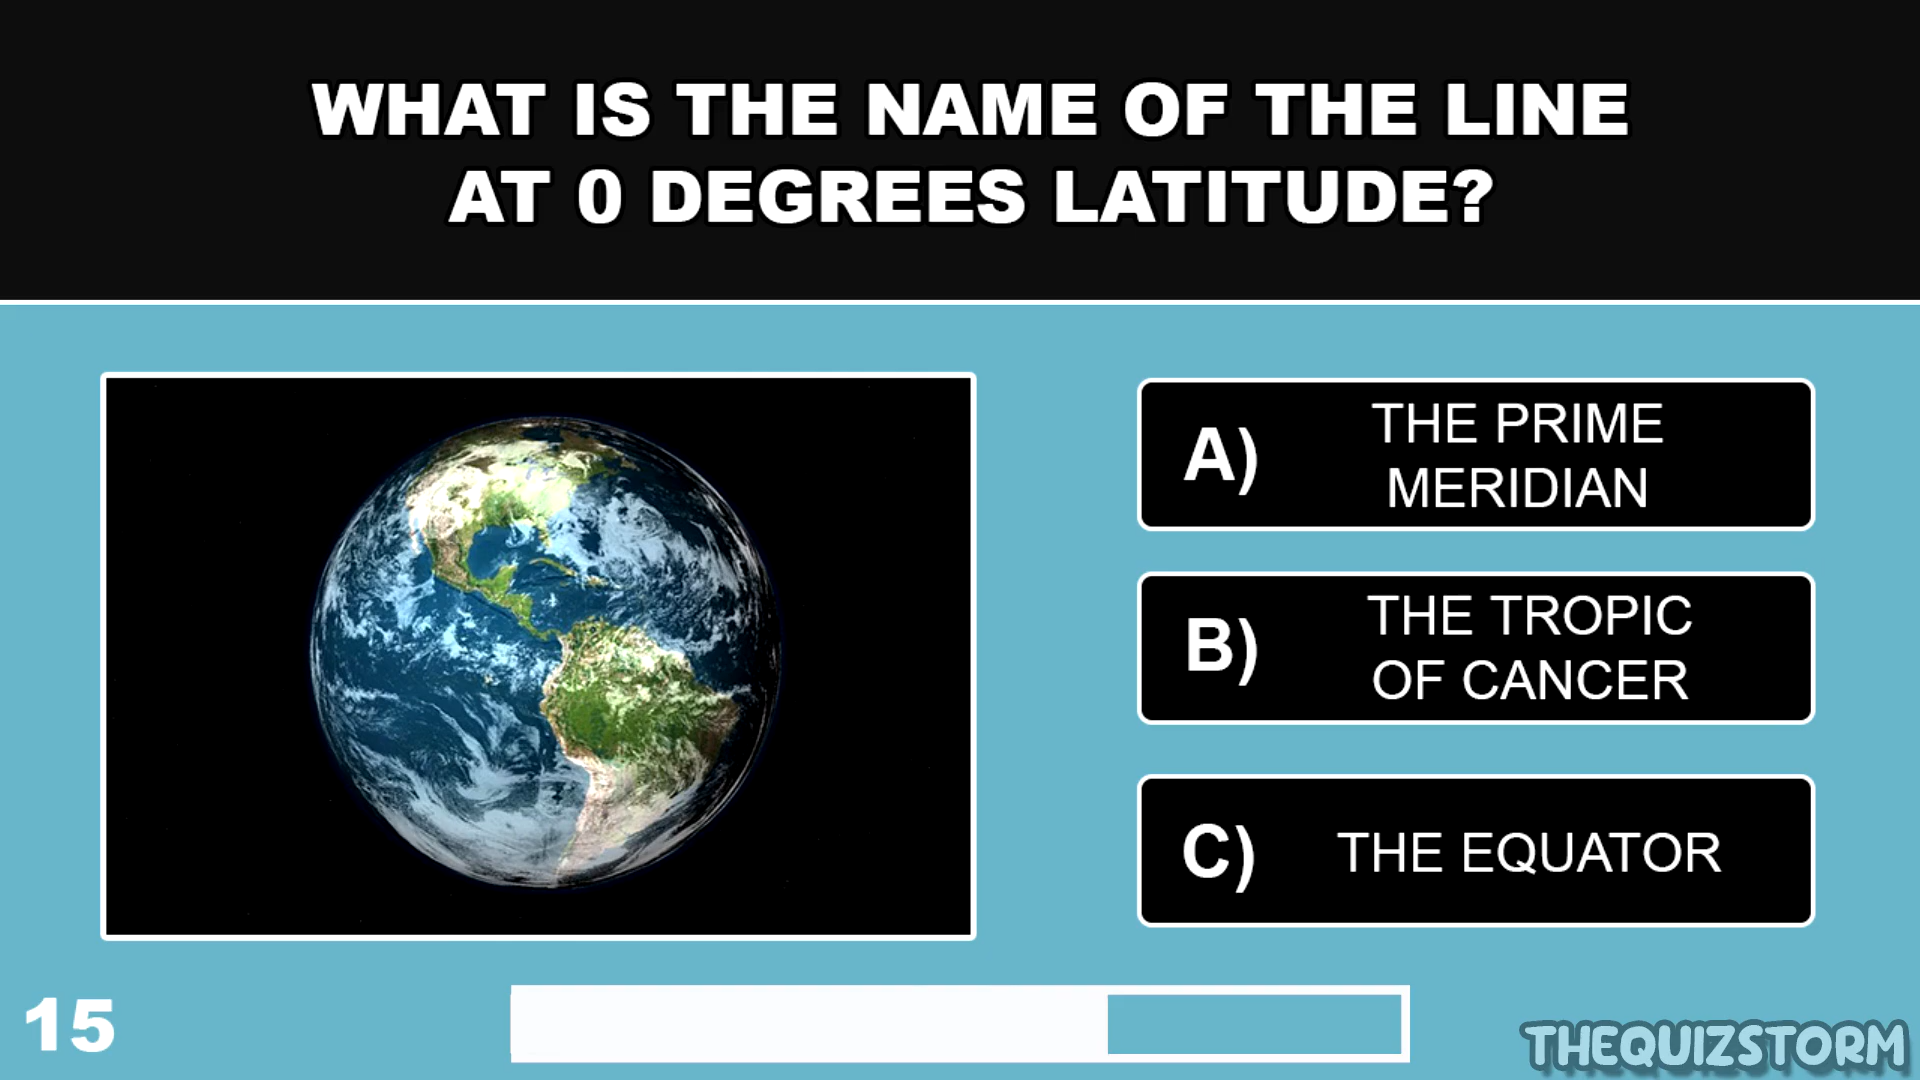 WHAT IS THE NAME OF THE LINE
AT 0 DEGREES LATITUDE?
A) THE PRIME
MERIDIAN
B) THE TROPIC
OF CANCER
C) THE EQUATOR
15
THEQUIZSTORM